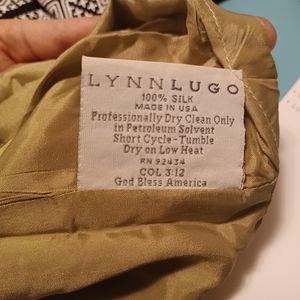 LYNNLUGO
100% SILK
MADE IN USA
Professionally Dry Clean Only
in Petroleum Solvent
Short Cycle-Tumble
Dry on Low Heat
RN 92434
COL 3:12
God Bless America